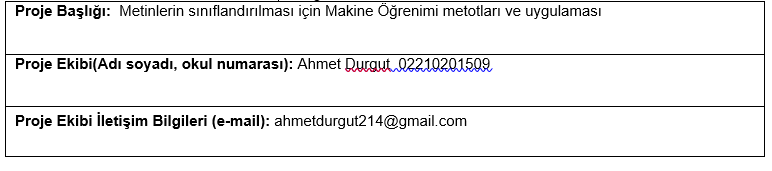 Proje Başlığı: Metinlerin sınıflandırılması için Makine Öğrenimi metotları ve uygulaması
Proje Ekibi(Adı soyadı, okul numarası): Ahmet Durgut 02210201509
Proje Ekibi İletişim Bilgileri (e-mail): ahmetdurgut214@gmail.com